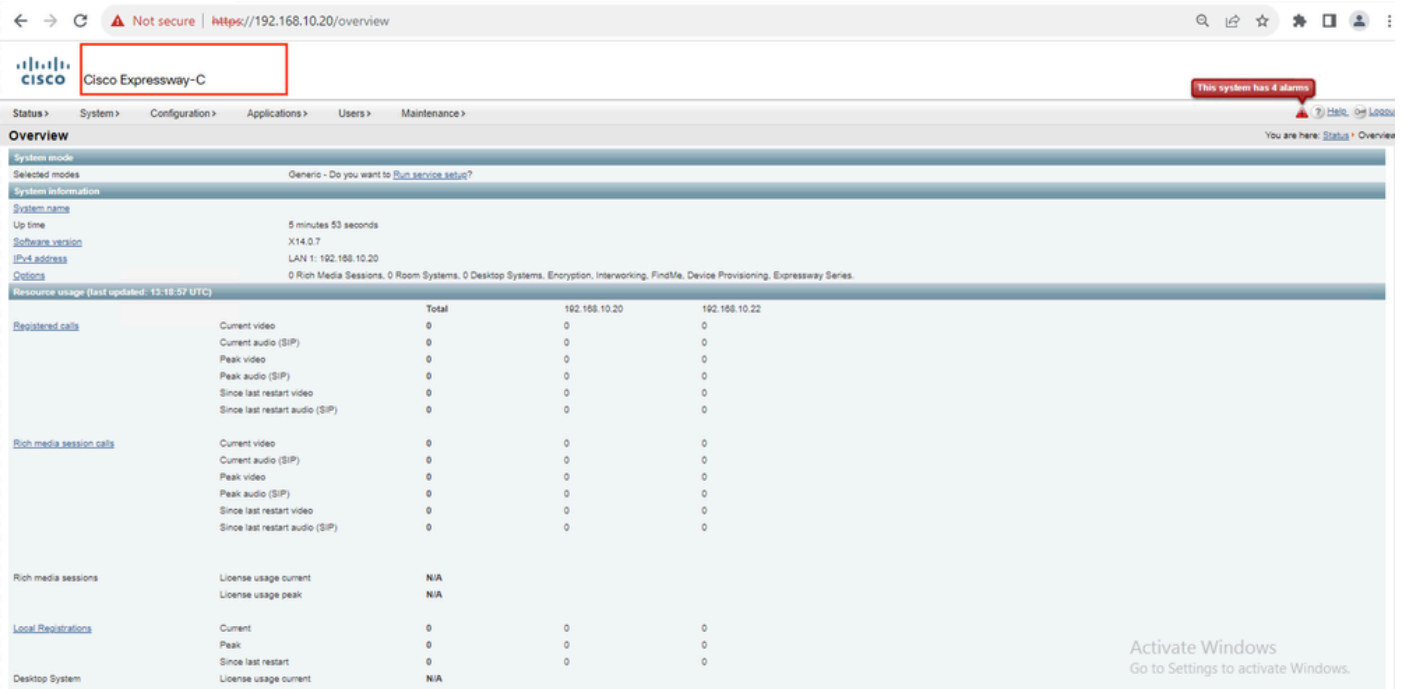 Not secure | https://192.168.10.20/overview
CISCO Cisco Expressway-C
This system has 4 alarms
Status > System > Configuration > Applications > Users > Maintenance > ? Help Logou
Overview You are here: Status Overview
System mode
Selected modes Generic - Do you want to Run service setup?
System information
System name
Up time 5 minutes 53 seconds
Software version X14.0.7
IPv4 address LAN 1: 192.168.10.20
Options 0 Rich Media Sessions, 0 Room Systems, 0 Desktop Systems, Encryption, Interworking, FindMe, Device Provisioning, Expressway Series.
Resource usage (last updated: 13:18:57 UTC)
Total 192.168.10.20 192.168.10.22
Registered calls Current video 0 0 0
Current audio (SIP) 0 0 0
Peak video 0 0 0
Peak audio (SIP) 0 0 0
Since last restart video 0 0 0
Since last restart audio (SIP) 0 0 0
Rich media session calls Current video 0 0 0
Current audio (SIP) 0 0 0
Peak video 0 0 0
Peak audio (SIP) 0 0 0
Since last restart video 0 0 0
Since last restart audio (SIP) 0 0 0
Rich media sessions License usage current N/A
License usage peak N/A
Local Registrations Current 0 0 0
Peak 0 0 0
Since last restart 0 0 0
Desktop System License usage current N/A
Activate Windows
Go to Settings to activate Windows.